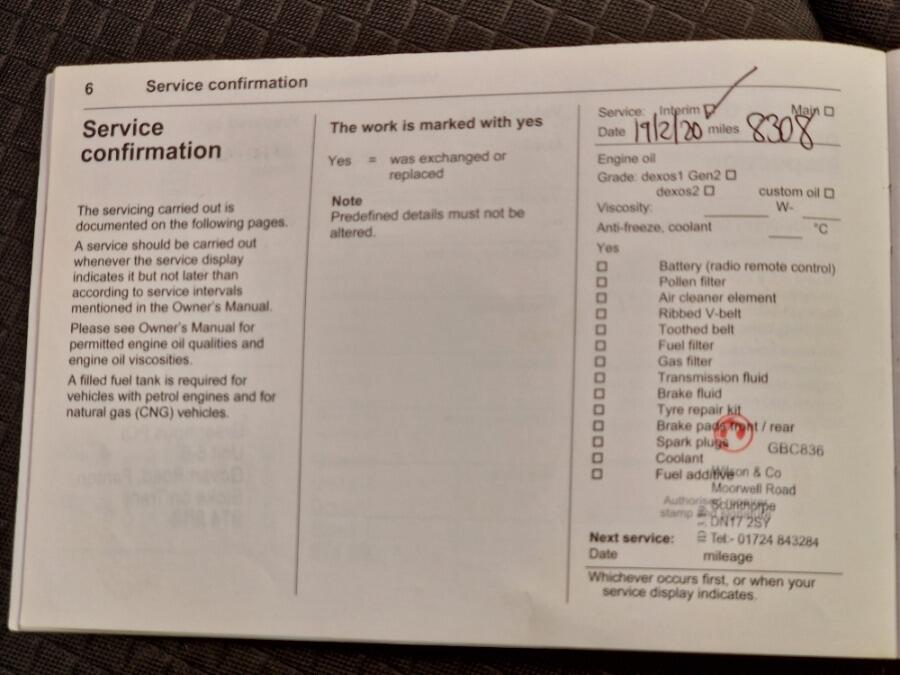 6 Service confirmation
Service
confirmation
The servicing carried out is
documented on the following pages.
A service should be carried out
whenever the service display
indicates it but not later than
according to service intervals
mentioned in the Owner's Manual.
Please see Owner's Manual for
permitted engine oil qualities and
engine oil viscosities.
A filled fuel tank is required for
vehicles with petrol engines and for
natural gas (CNG) vehicles.
The work is marked with yes
Yes = was exchanged or
replaced
Note
Predefined details must not be
altered.
Service: Interim ☑ Main ☐
Date 19/2/20 miles 8308
Engine oil
Grade: dexos1 Gen2 ☐
dexos2 ☐ custom oil ☐
Viscosity: ____ W- ____
Anti-freeze, coolant ____ °C
Yes
☐ Battery (radio remote control)
☐ Pollen filter
☐ Air cleaner element
☐ Ribbed V-belt
☐ Toothed belt
☐ Fuel filter
☐ Gas filter
☐ Transmission fluid
☐ Brake fluid
☐ Tyre repair kit
☐ Brake pads front / rear
☐ Spark plugs
GBC836
☐ Coolant
☐ Fuel additive
Wilson & Co
Moorwell Road
Scunthorpe
stamp
DN17 2SY
Tel:- 01724 843284
Next service:
Date mileage
Whichever occurs first, or when your
service display indicates.